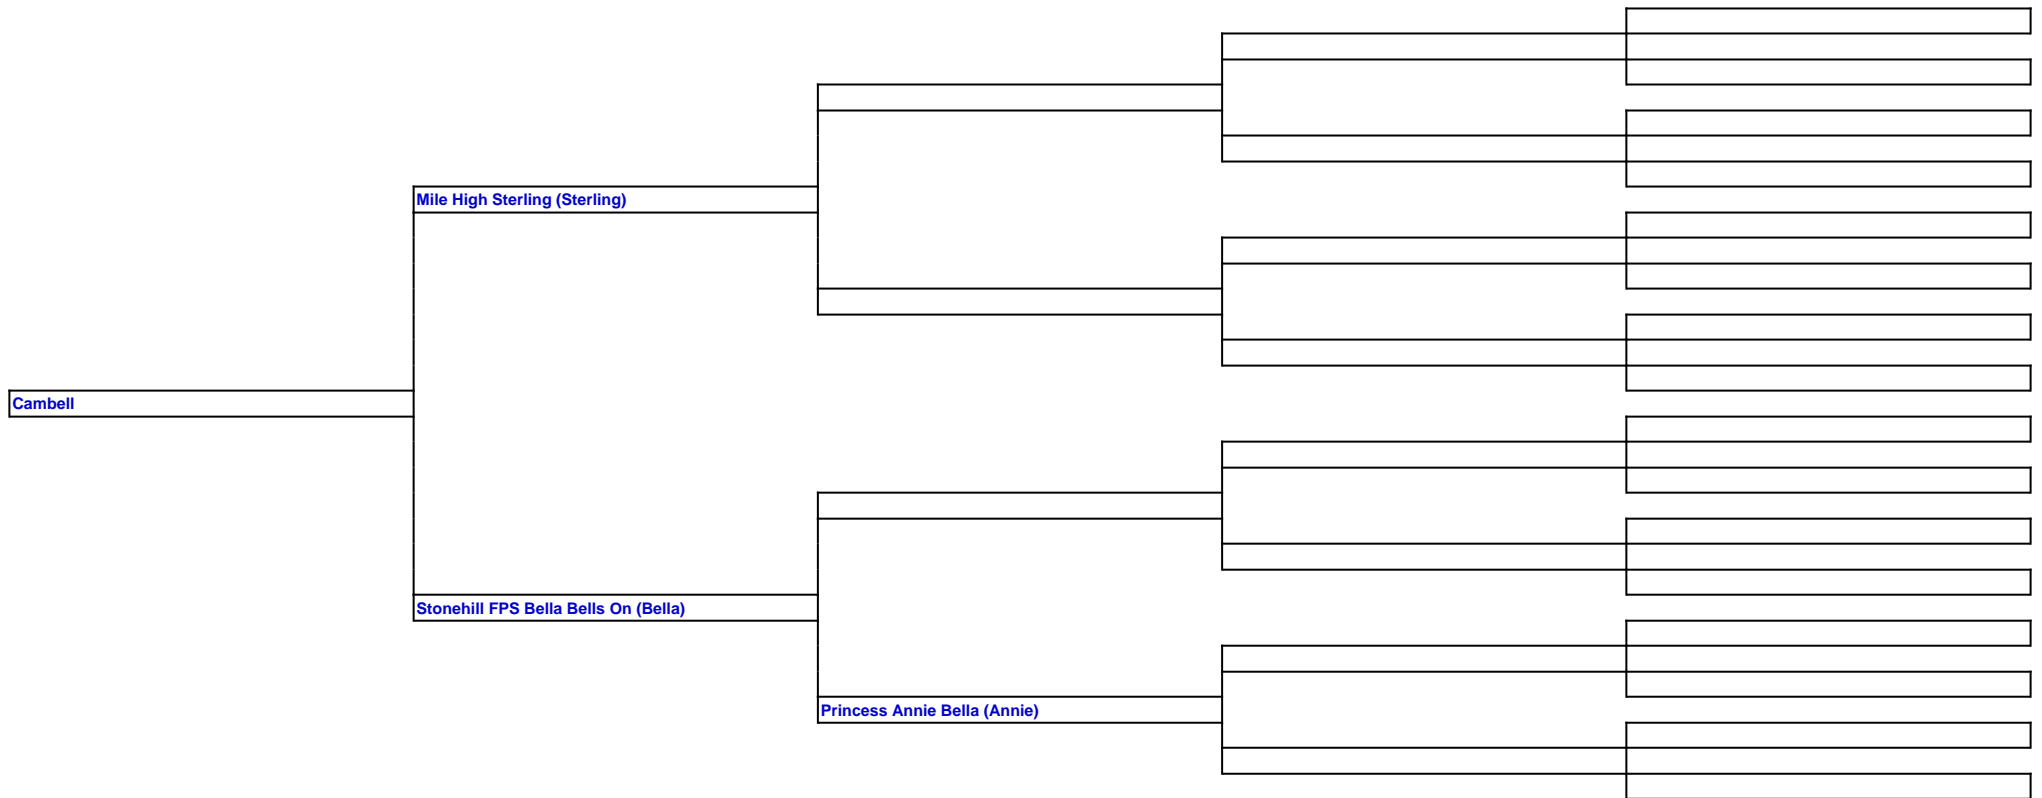 Mile High Sterling (Sterling)
Cambell
Stonehill FPS Bella Bells On (Bella)
Princess Annie Bella (Annie)